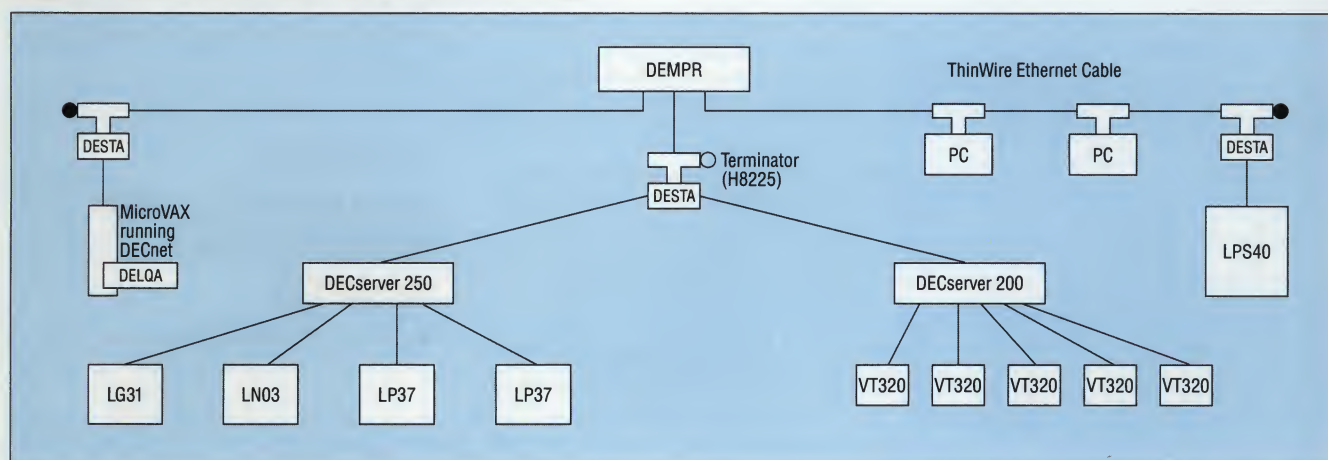 DEMPR
ThinWire Ethernet Cable
DESTA
PC
PC
DESTA
Terminator
(H8225)
DESTA
MicroVAX
running
DECnet
DELQA
LPS40
DECserver 250
DECserver 200
LG31
LN03
LP37
LP37
VT320
VT320
VT320
VT320
VT320